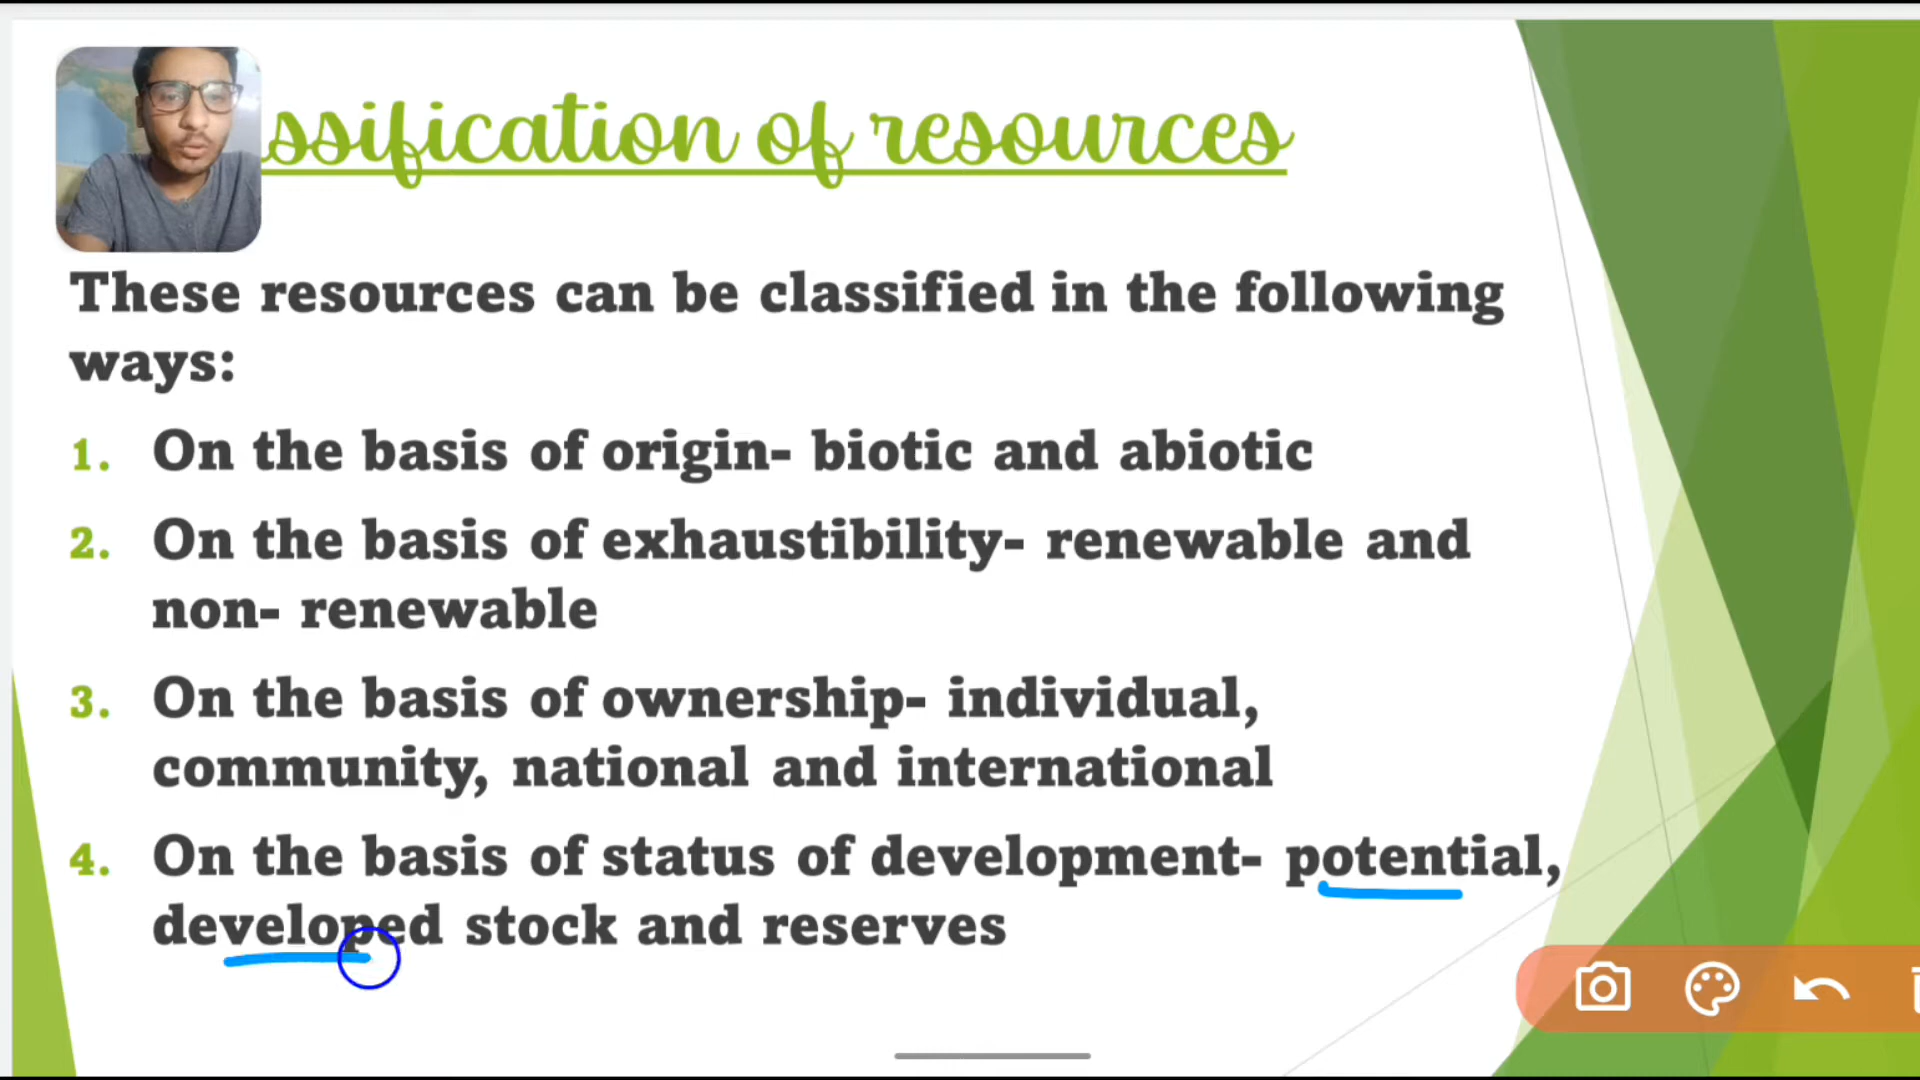 ssification of resources
These resources can be classified in the following
ways:
1. On the basis of origin- biotic and abiotic
2. On the basis of exhaustibility- renewable and
non- renewable
3. On the basis of ownership- individual,
community, national and international
4. On the basis of status of development- potential,
developed stock and reserves